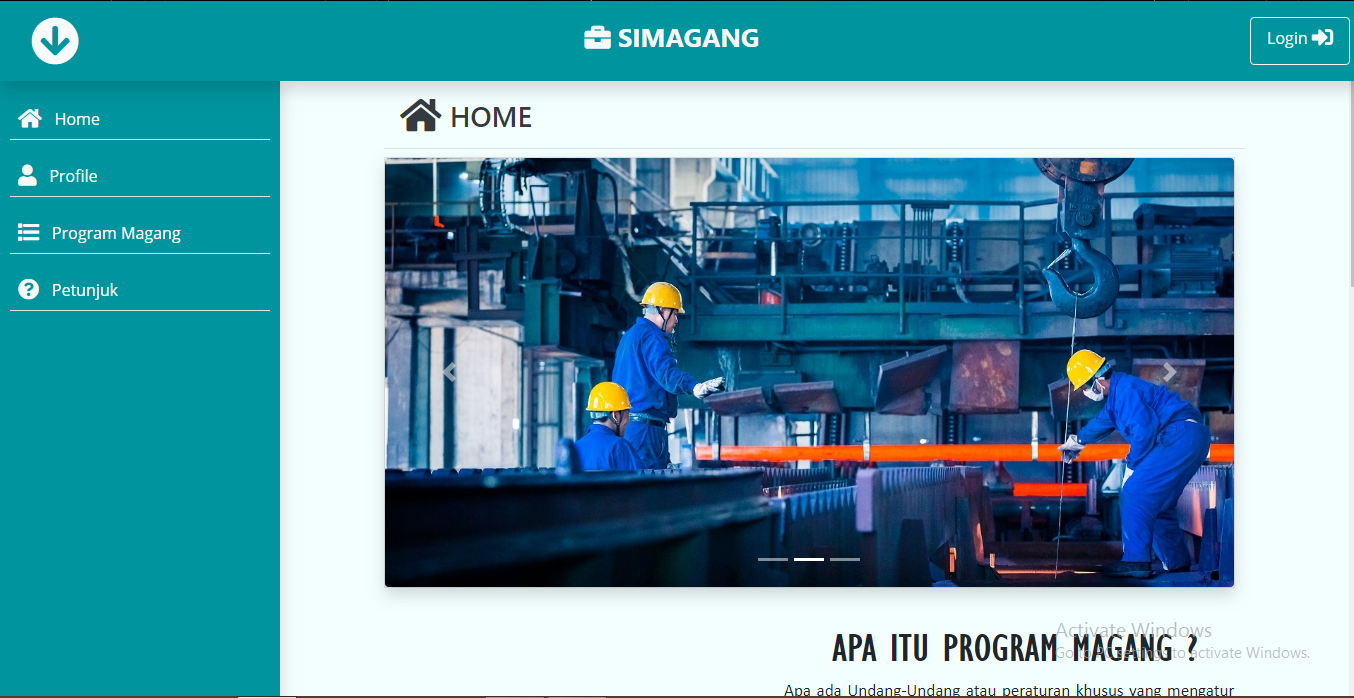 SIMAGANG
Login
Home
Profile
Program Magang
Petunjuk
HOME
APA ITU PROGRAM MAGANG ?
Activate Windows
Go to PC settings to activate Windows.
Apa ada Undang-Undang atau peraturan khusus yang mengatur